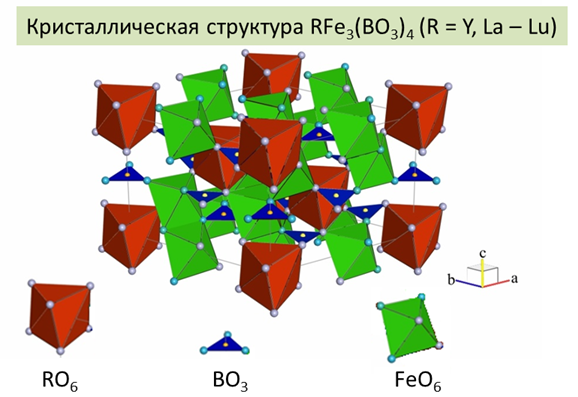 Кристаллическая структура RFe₃(BO₃)₄ (R = Y, La – Lu)
c
b a
RO₆ BO₃ FeO₆